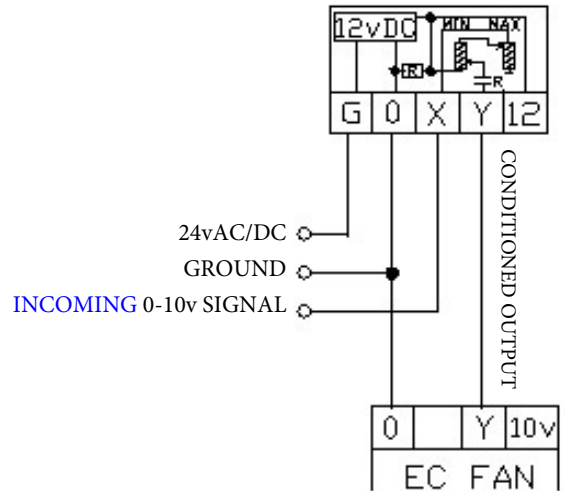 12vDC MIN MAX
R
R
G 0 X Y 12
24vAC/DC
GROUND
INCOMING 0-10v SIGNAL
CONDITIONED OUTPUT
0 Y 10v
EC FAN